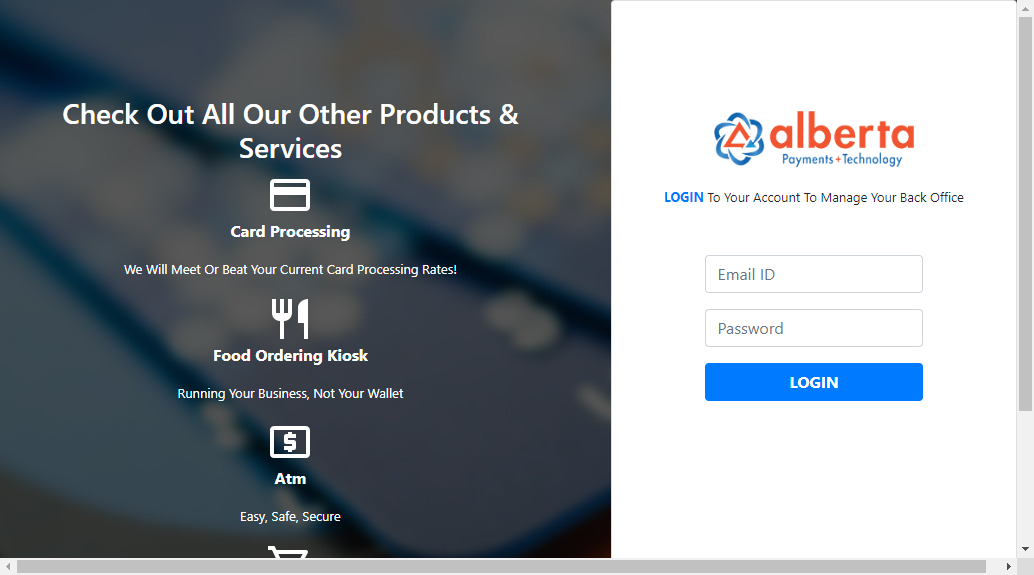 Check Out All Our Other Products &
Services
Card Processing
We Will Meet Or Beat Your Current Card Processing Rates!
Food Ordering Kiosk
Running Your Business, Not Your Wallet
$
Atm
Easy, Safe, Secure
alberta
Payments+Technology
LOGIN To Your Account To Manage Your Back Office
Email ID
Password
LOGIN